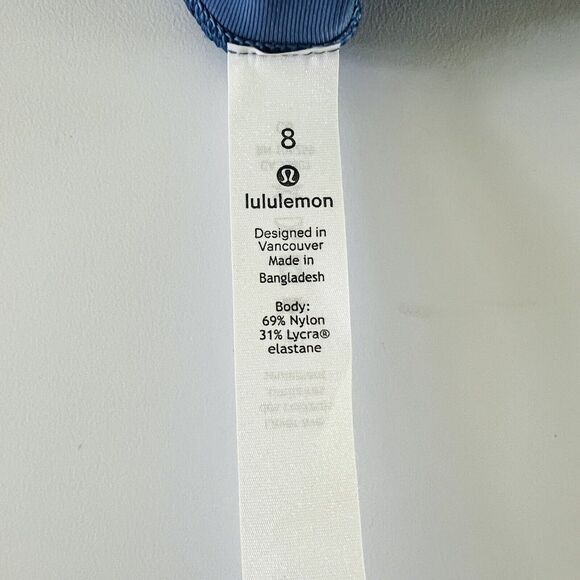 8
lululemon
Designed in
Vancouver
Made in
Bangladesh
Body:
69% Nylon
31% Lycra®
elastane